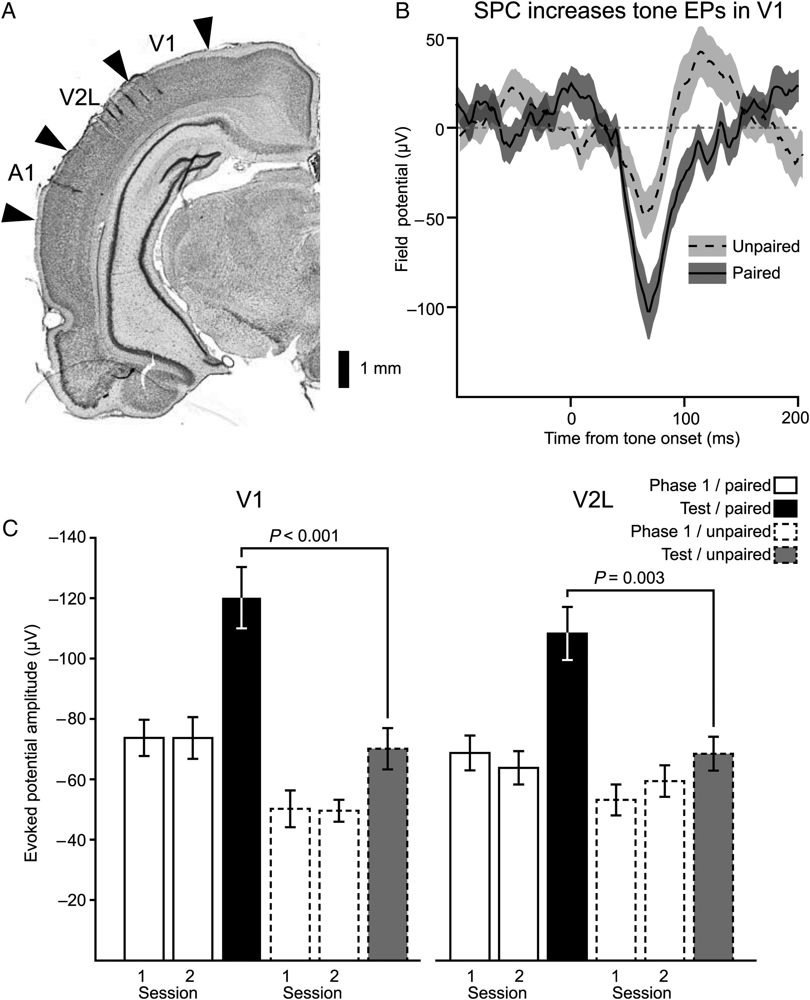 A
V1
V2L
A1
1 mm
B
SPC increases tone EPs in V1
50
0
–50
–100
Field potential (µV)
Unpaired
Paired
0
100
200
Time from tone onset (ms)
Phase 1 / paired
Test / paired
Phase 1 / unpaired
Test / unpaired
C
V1
V2L
P < 0.001
P = 0.003
–140
–120
–100
–80
–60
–40
–20
Evoked potential amplitude (µV)
1 2 1 2 1 2 1 2
Session Session Session Session